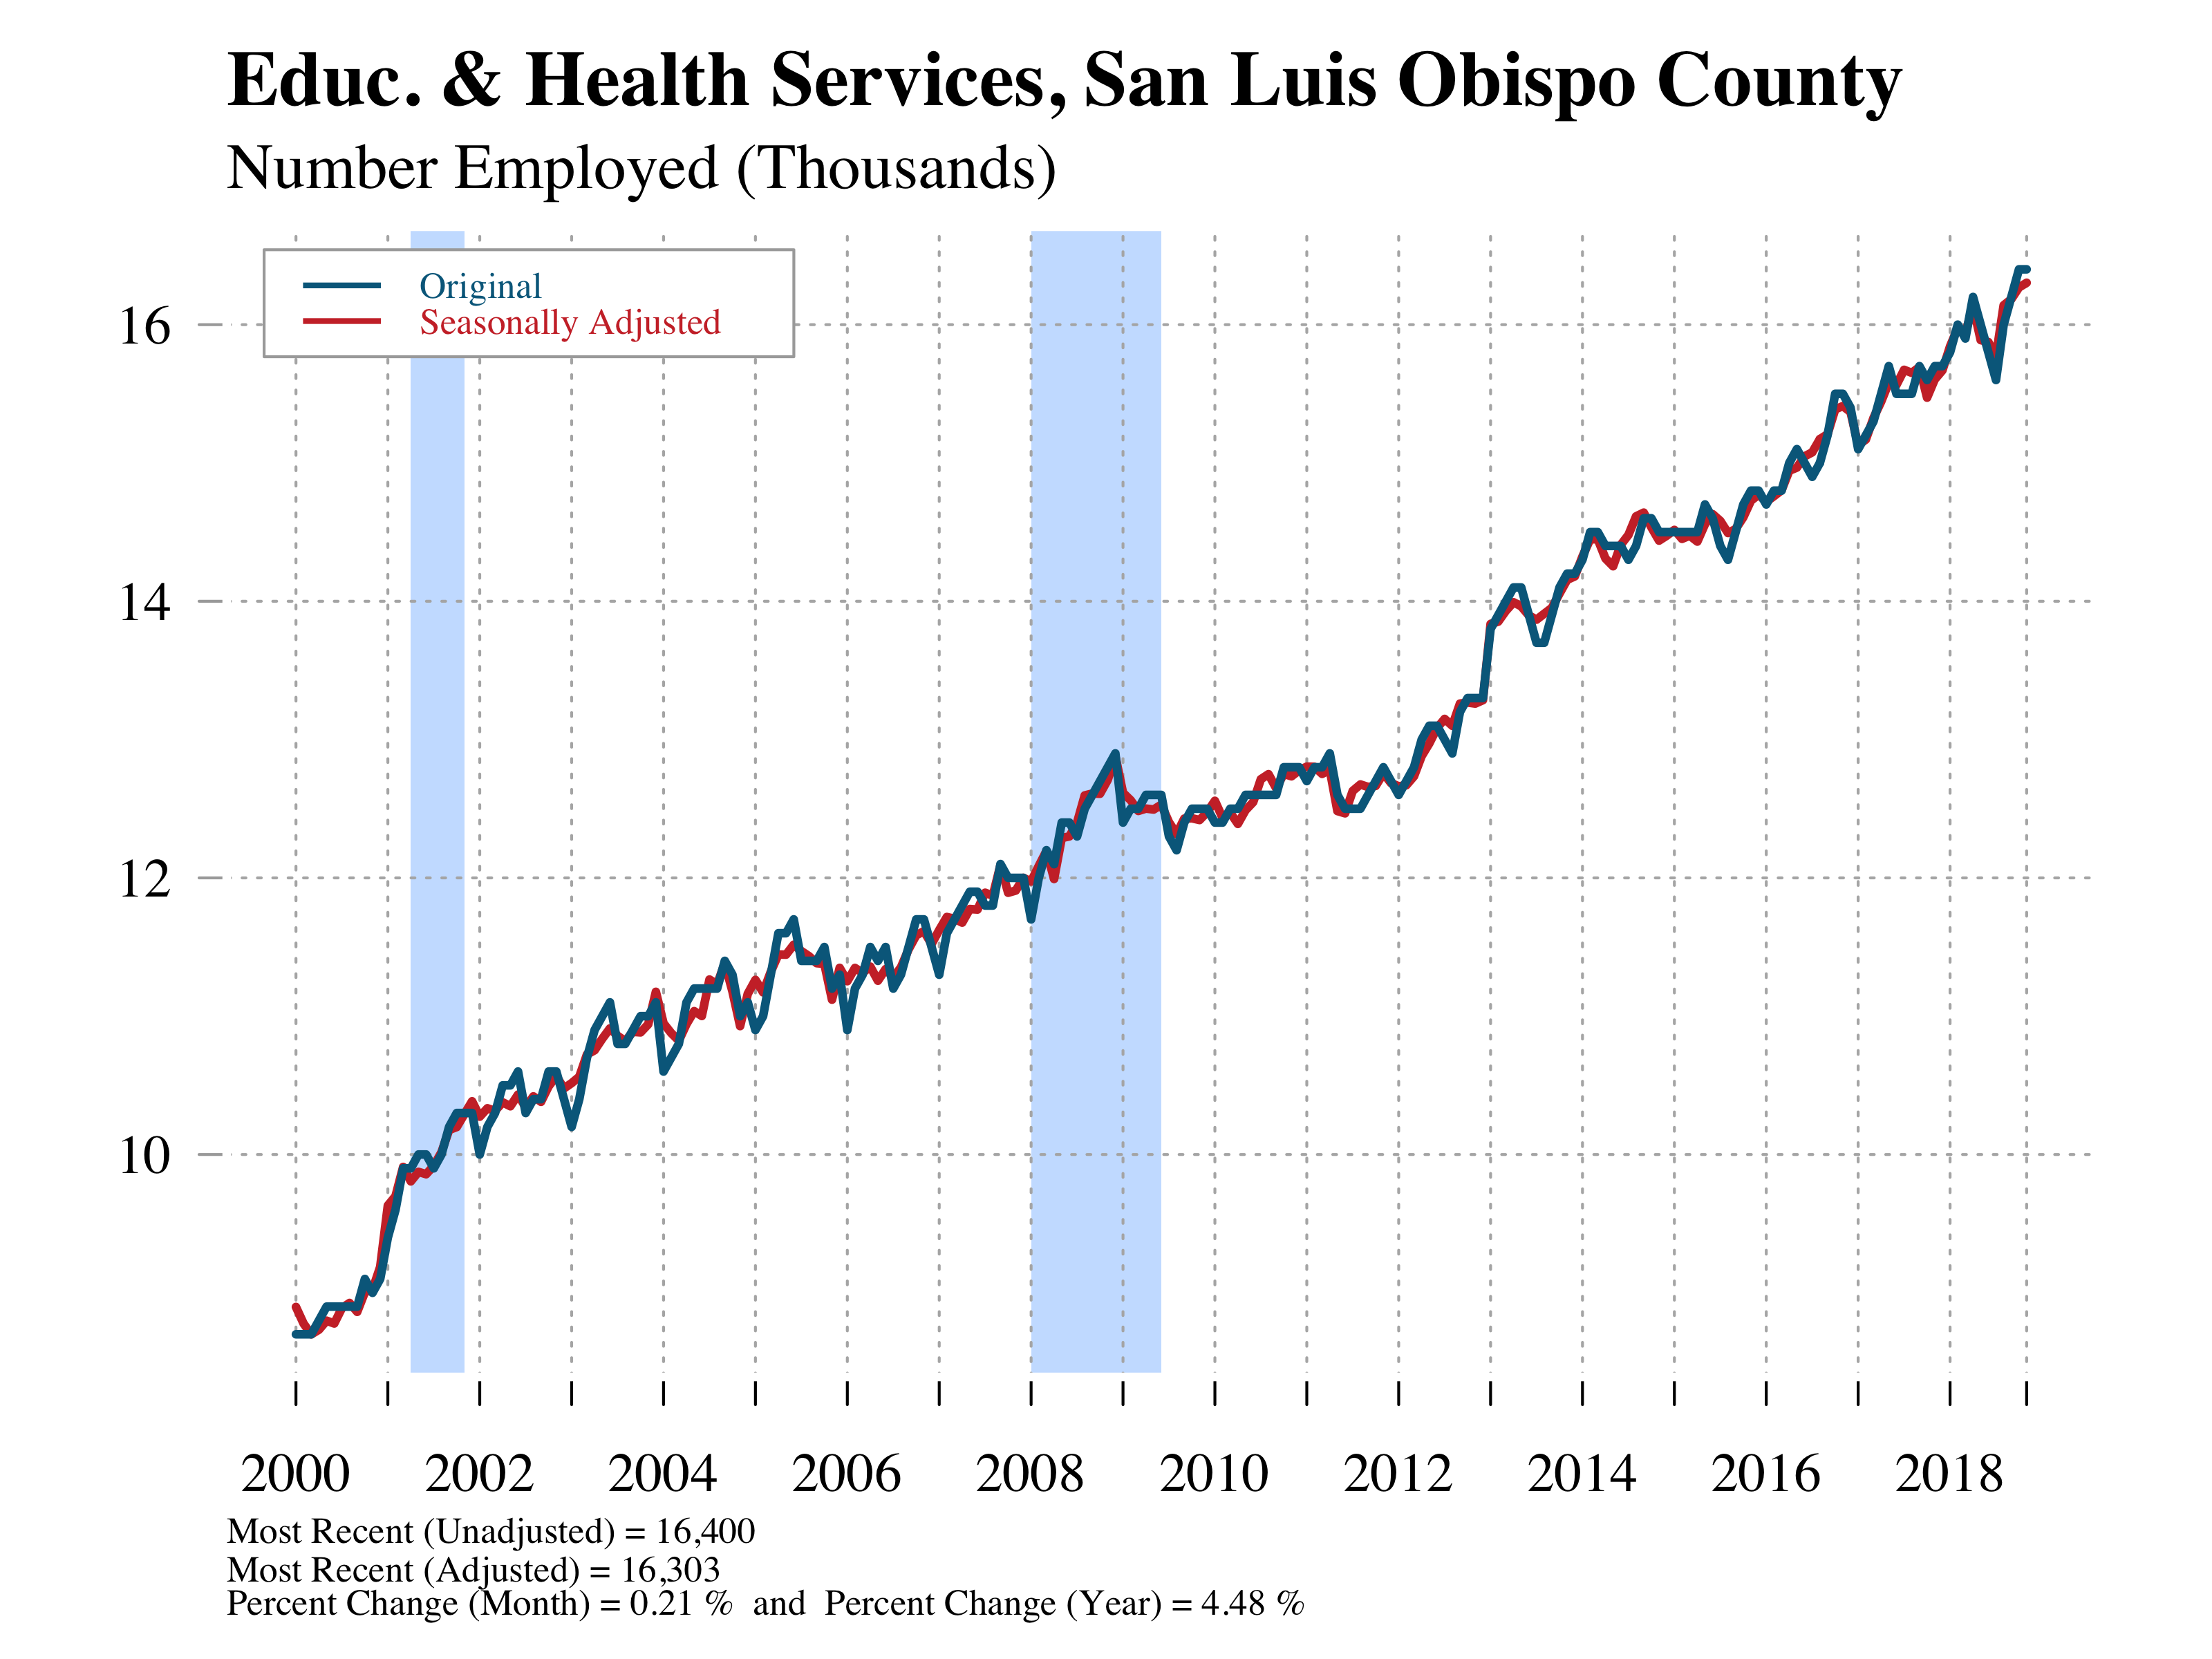 Educ. & Health Services, San Luis Obispo County
Number Employed (Thousands)
Original
Seasonally Adjusted
16
14
12
10
2000 2002 2004 2006 2008 2010 2012 2014 2016 2018
Most Recent (Unadjusted) = 16,400
Most Recent (Adjusted) = 16,303
Percent Change (Month) = 0.21 % and Percent Change (Year) = 4.48 %